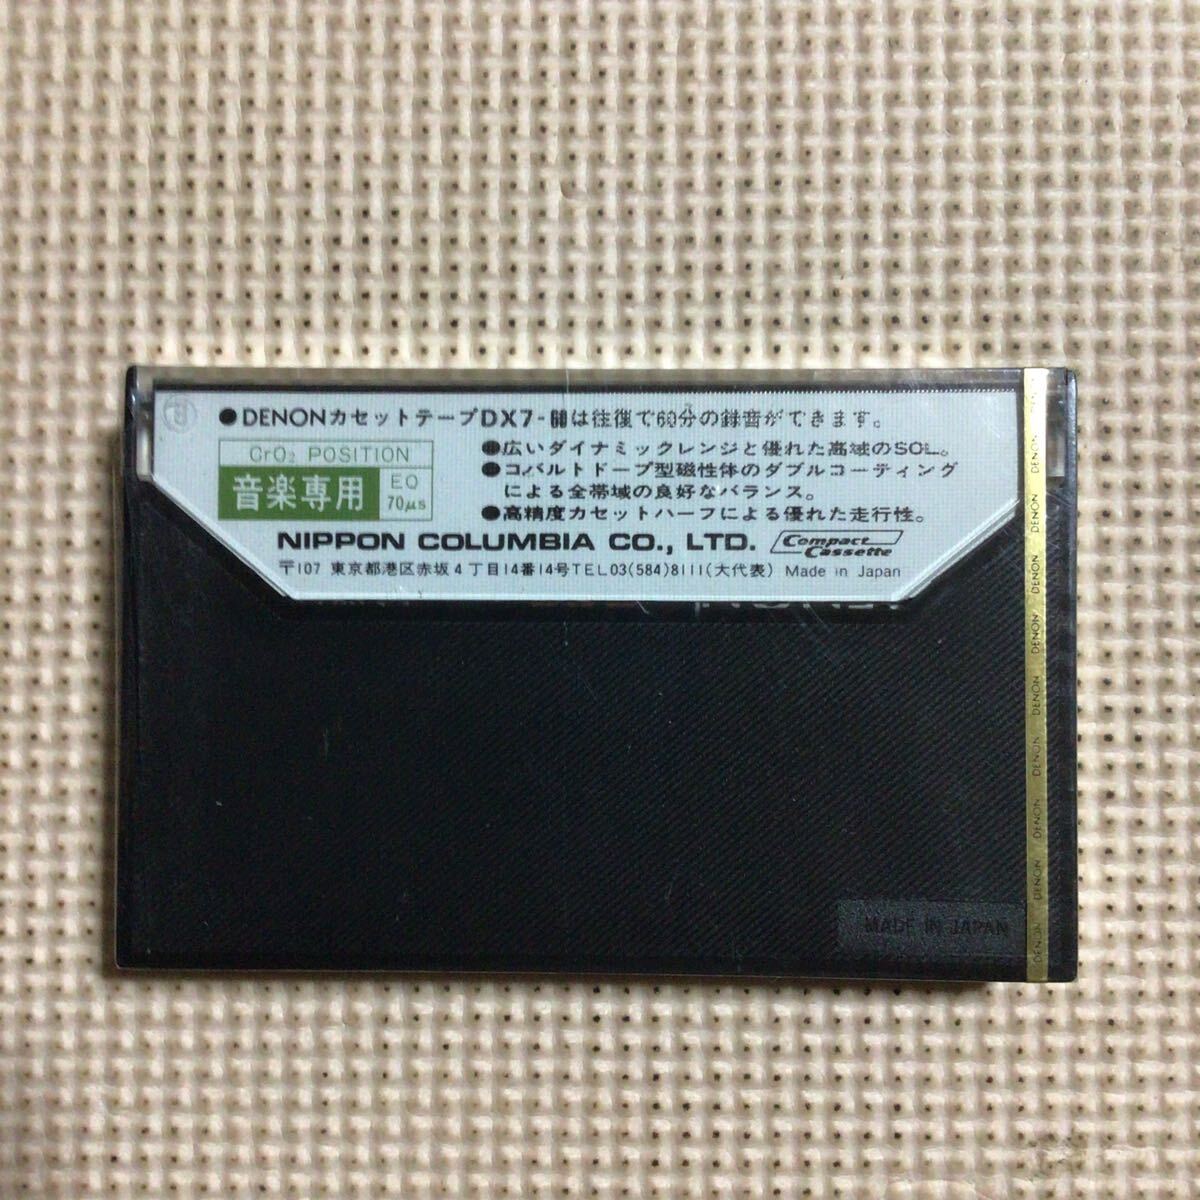 ●DENONカセットテープDX7-60は往復で60分の録音ができます。
CrO₂ POSITION
音楽専用
EQ
70μs
●広いダイナミックレンジと優れた高域のSOL。
●コバルトドープ型磁性体のダブルコーティング
による全帯域の良好なバランス。
●高精度カセットハーフによる優れた走行性。
NIPPON COLUMBIA CO., LTD.
Compact
Cassette
〒107 東京都港区赤坂4丁目14番14号TEL03(584)8111(大代表) Made in Japan
MADE IN JAPAN
DENON DENON DENON DENON DENON DENON DENON DENON DENON